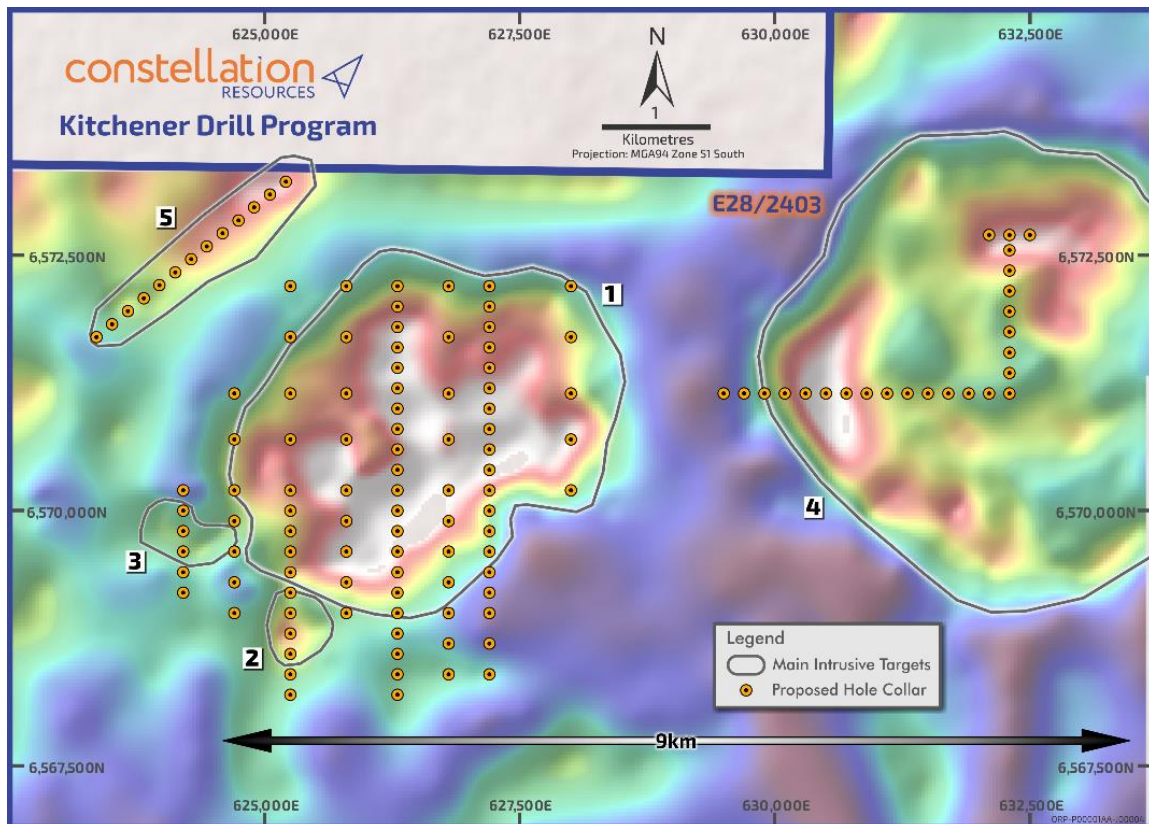 625,000E
627,500E
630,000E
632,500E
constellation
RESOURCES
Kitchener Drill Program
N
1
Kilometres
Projection: MGA94 Zone 51 South
5
E28/2403
6,572,500N
6,572,500N
1
4
6,570,000N
6,570,000N
3
2
Legend
Main Intrusive Targets
Proposed Hole Collar
9km
6,567,500N
6,567,500N
625,000E
627,500E
630,000E
632,500E